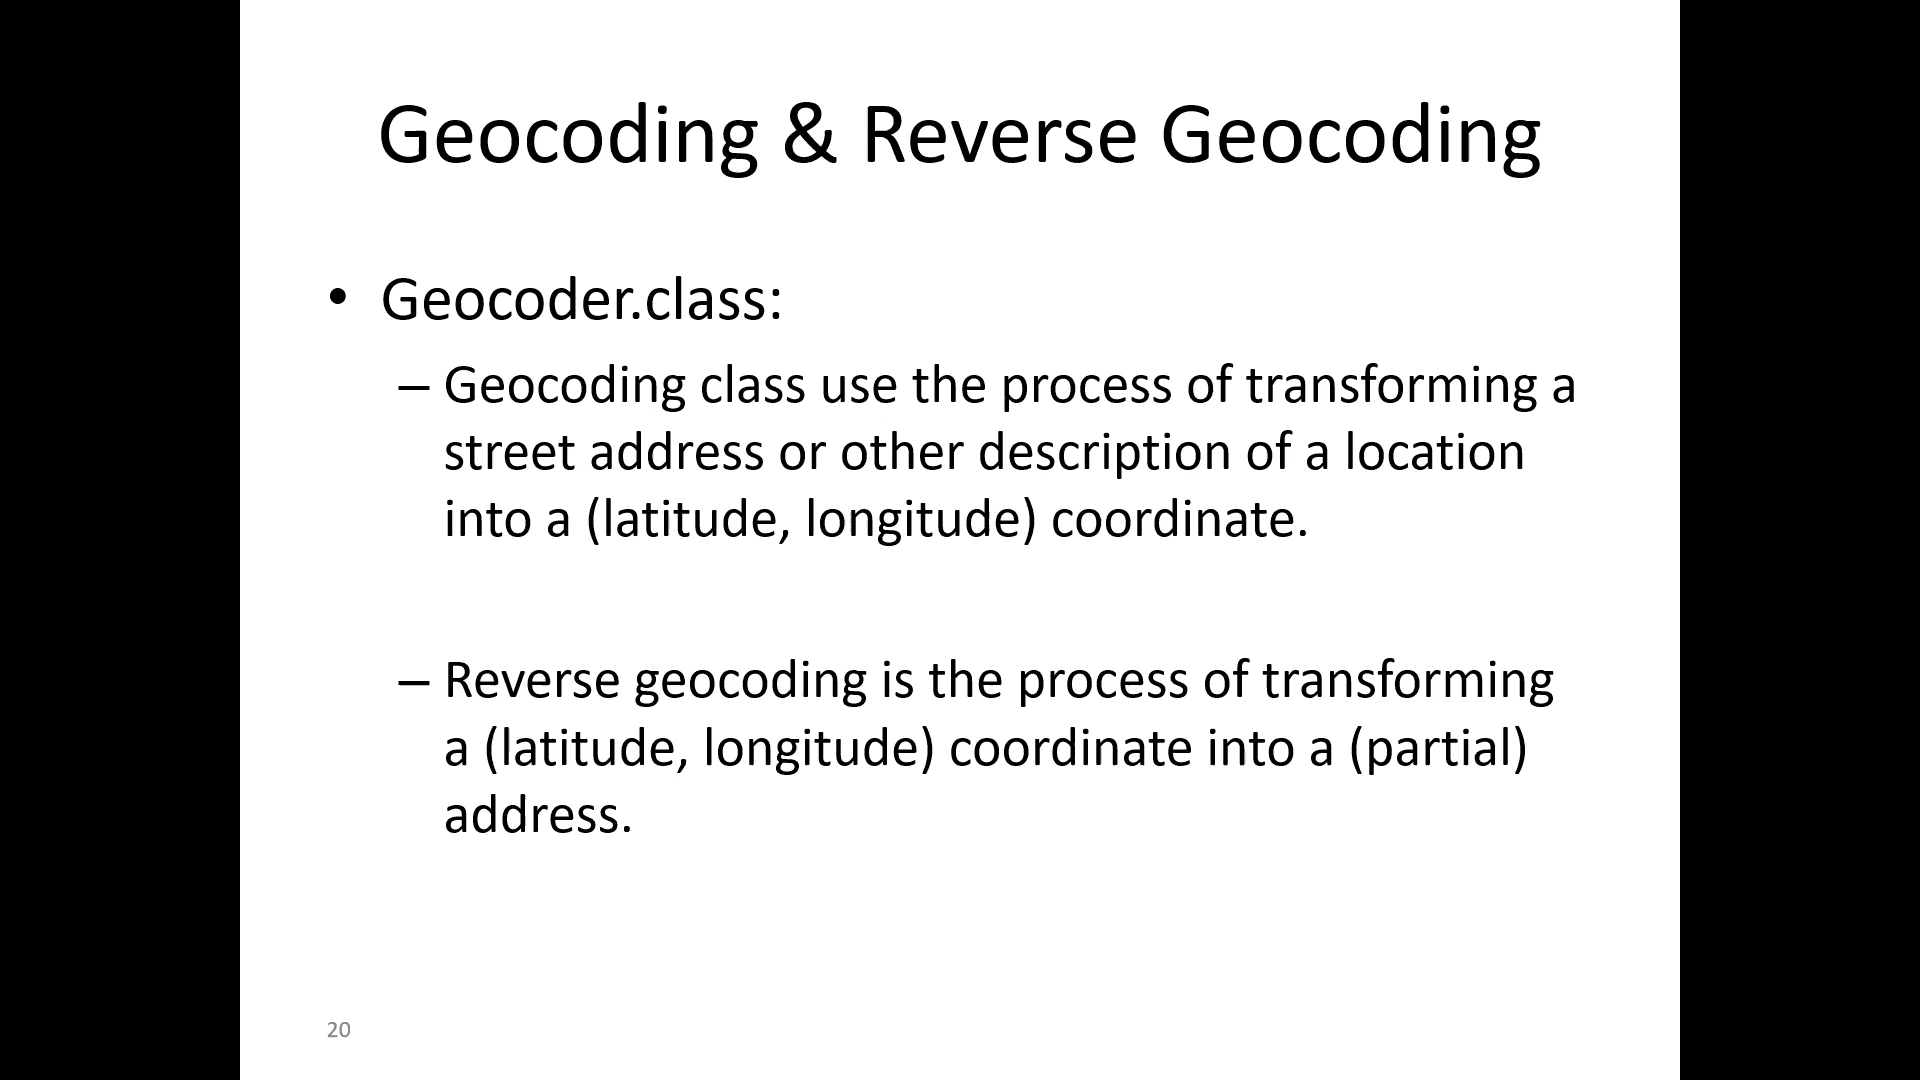 Geocoding & Reverse Geocoding
• Geocoder.class:
– Geocoding class use the process of transforming a
street address or other description of a location
into a (latitude, longitude) coordinate.
– Reverse geocoding is the process of transforming
a (latitude, longitude) coordinate into a (partial)
address.
20